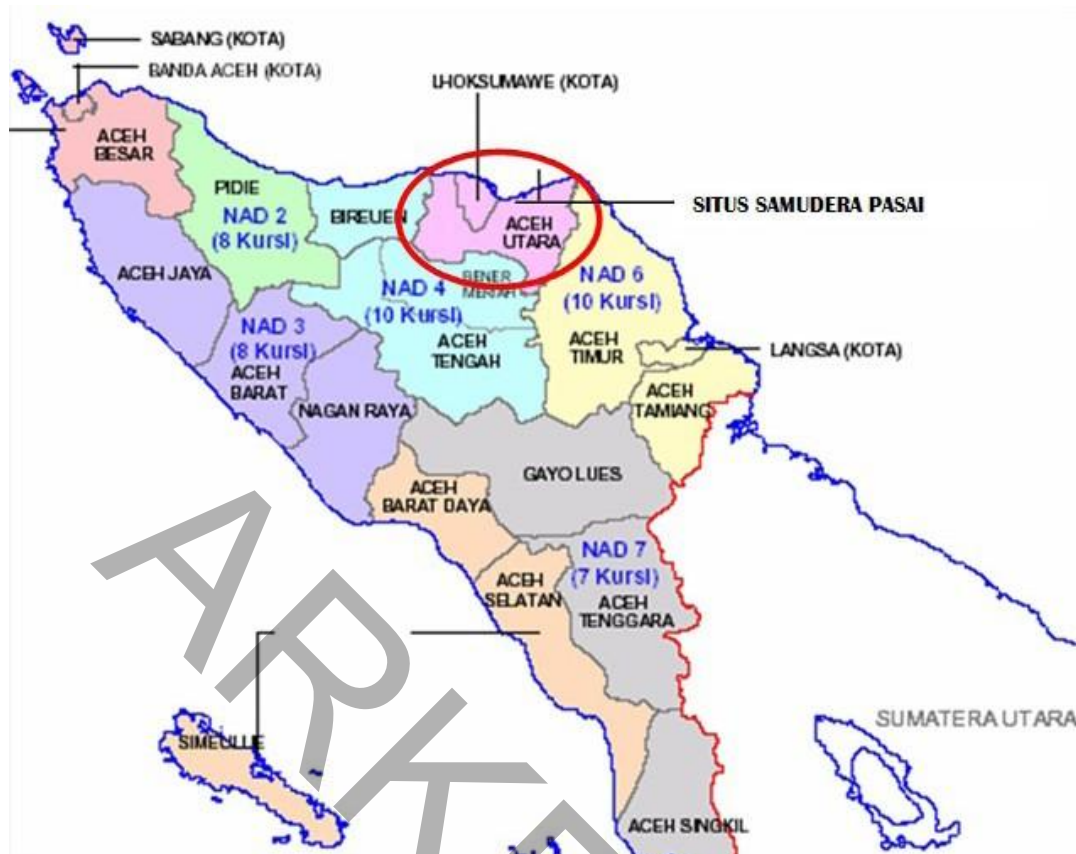 SABANG (KOTA)
BANDA ACEH (KOTA)
LHOKSUMAWE (KOTA)
ACEH
BESAR
PIDIE
NAD 2
(8 Kursi)
BIREUEN
ACEH
UTARA
SITUS SAMUDERA PASAI
ACEH JAYA
BENER
MERIAH
NAD 4
(10 Kursi)
NAD 6
(10 Kursi)
NAD 3
(8 Kursi)
ACEH
BARAT
ACEH
TENGAH
ACEH
TIMUR
LANGSA (KOTA)
NAGAN RAYA
ACEH
TAMIANG
GAYO LUES
ACEH
BARAT DAYA
NAD 7
(7 Kursi)
ACEH
SELATAN
ACEH
TENGGARA
SIMEULUE
SUMATERA UTARA
ACEH SINGKIL